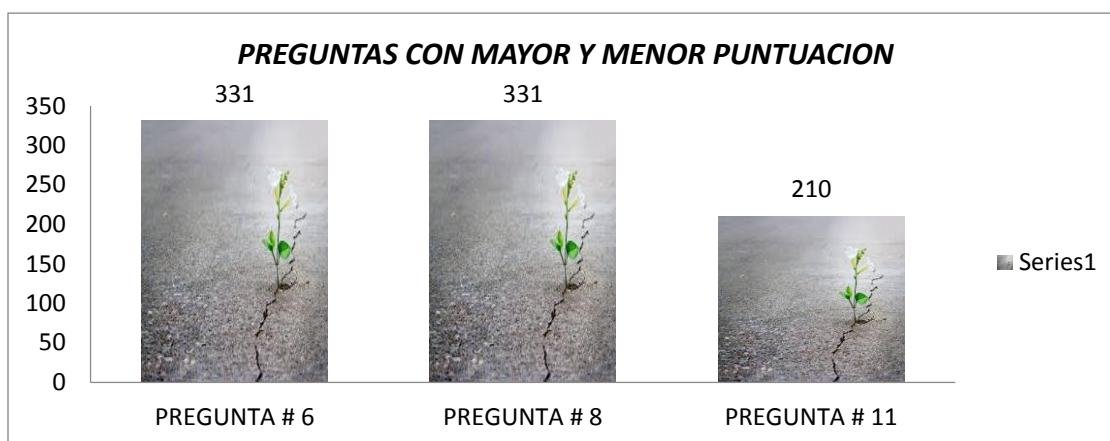 PREGUNTAS CON MAYOR Y MENOR PUNTUACION
331
331
210
350
300
250
200
150
100
50
0
Series1
PREGUNTA # 6
PREGUNTA # 8
PREGUNTA # 11